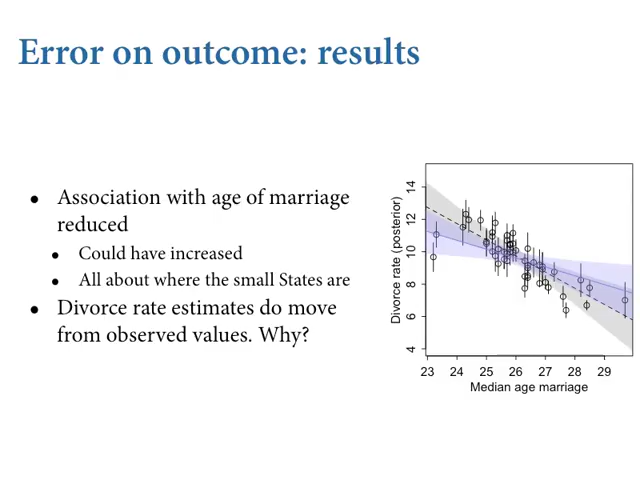 Error on outcome: results
• Association with age of marriage
reduced
• Could have increased
• All about where the small States are
• Divorce rate estimates do move
from observed values. Why?
Divorce rate (posterior)
14
12
10
8
6
4
23 24 25 26 27 28 29
Median age marriage